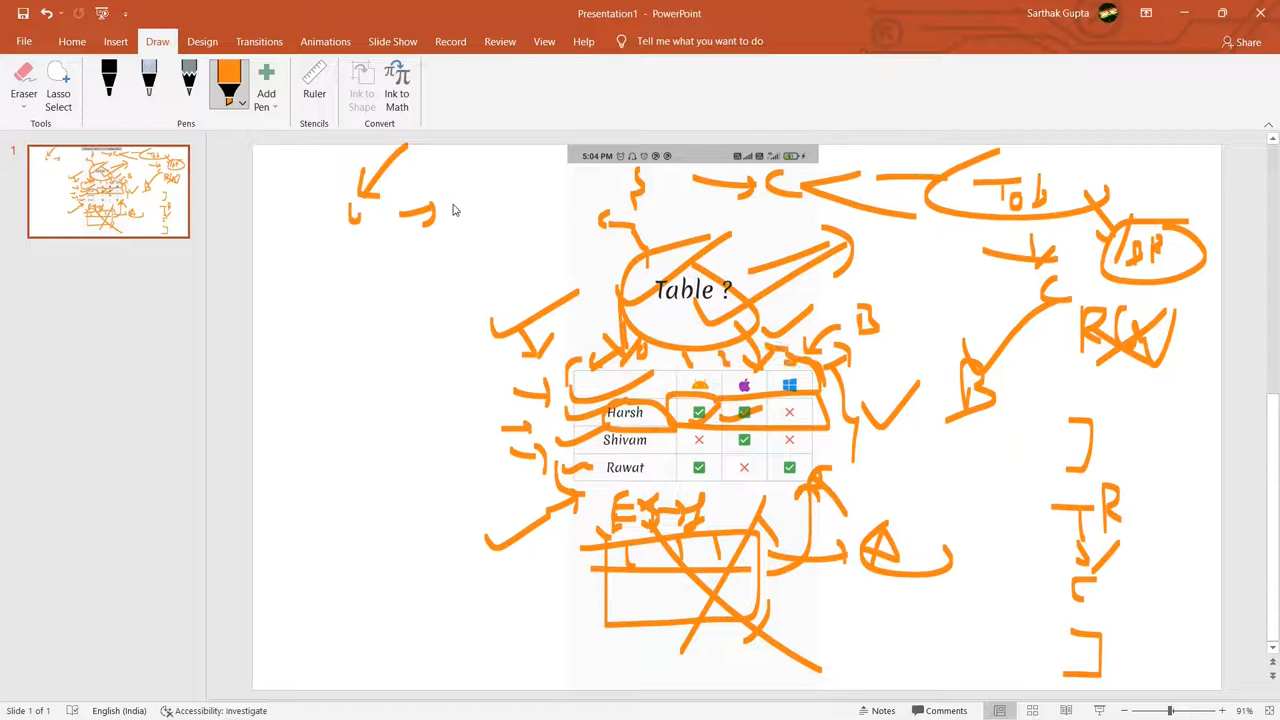 Presentation1 - PowerPoint
Sarthak Gupta
File Home Insert Draw Design Transitions Animations Slide Show Record Review View Help Tell me what you want to do Share
Eraser
Lasso Select
Add Pen
Ruler
Ink to Shape
Ink to Math
Tools
Pens
Stencils
Convert
1
5:04 PM
Table ?
B
C
Harsh
Shivam
Rawat
B
TR
C
Slide 1 of 1 English (India) Accessibility: Investigate Notes Comments 91%